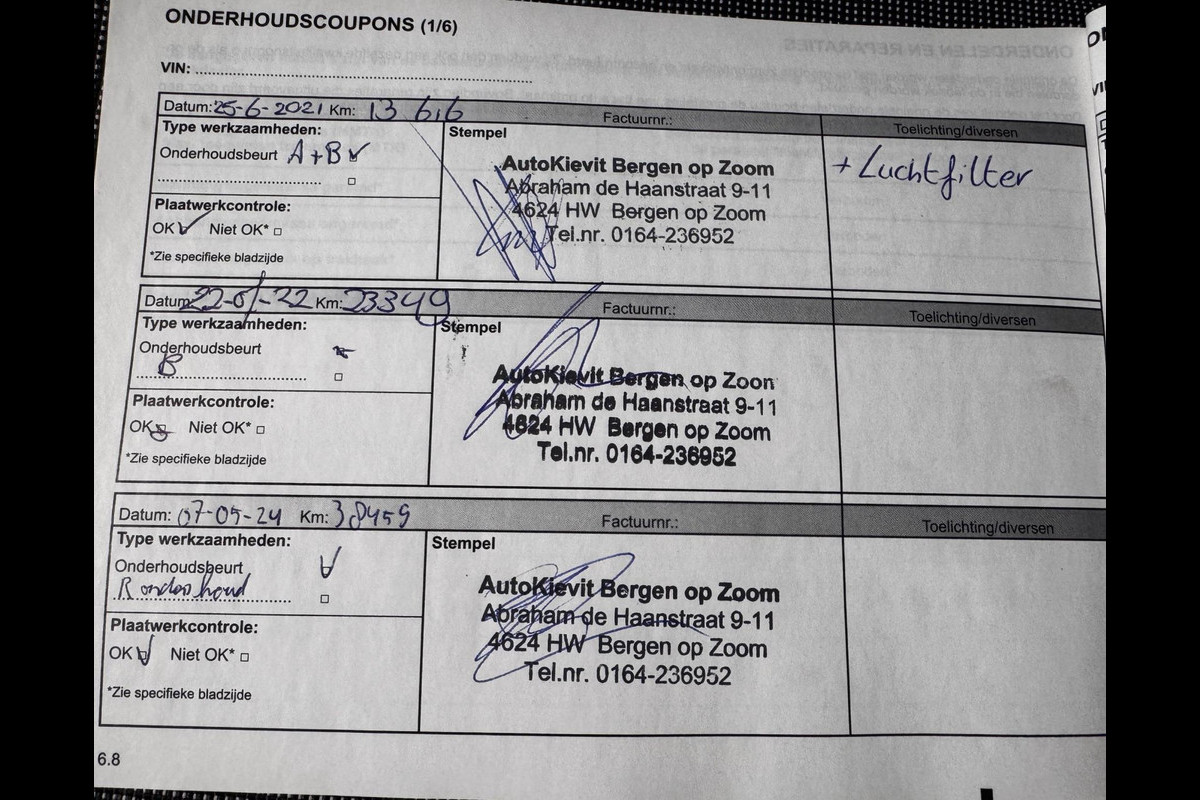 ONDERHOUDSCOUPONS (1/6)
VIN:
Datum: 25-6-2021 Km: 13 616 Factuurnr.: Toelichting/diversen
Type werkzaamheden: Stempel
Onderhoudsbeurt A+B
+ Luchtfilter
AutoKievit Bergen op Zoom
Abraham de Haanstraat 9-11
4624 HW Bergen op Zoom
Tel.nr. 0164-236952
Plaatwerkcontrole:
OK Niet OK*
*Zie specifieke bladzijde
Datum: 22-01-22 Km: 23349 Factuurnr.: Toelichting/diversen
Type werkzaamheden: Stempel
Onderhoudsbeurt
B
AutoKievit Bergen op Zoon
Abraham de Haanstraat 9-11
4624 HW Bergen op Zoom
Tel.nr. 0164-236952
Plaatwerkcontrole:
OK Niet OK*
*Zie specifieke bladzijde
Datum: 07-05-24 Km: 38459 Factuurnr.: Toelichting/diversen
Type werkzaamheden: Stempel
Onderhoudsbeurt
AutoKievit Bergen op Zoom
Abraham de Haanstraat 9-11
4624 HW Bergen op Zoom
Tel.nr. 0164-236952
Plaatwerkcontrole:
OK Niet OK*
*Zie specifieke bladzijde
6.8